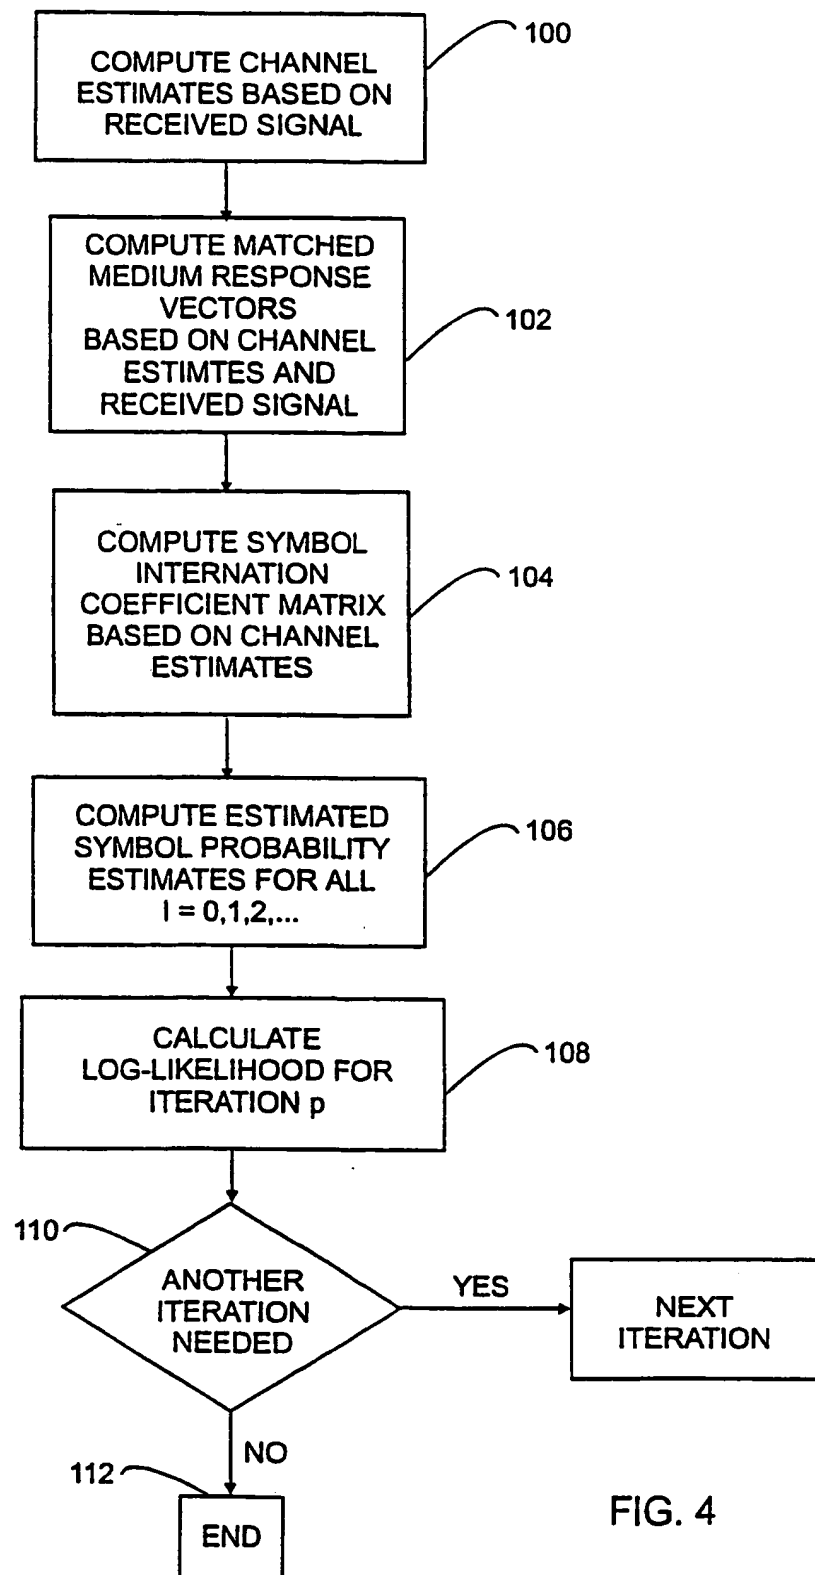 100
COMPUTE CHANNEL
ESTIMATES BASED ON
RECEIVED SIGNAL
COMPUTE MATCHED
MEDIUM RESPONSE
VECTORS
BASED ON CHANNEL
ESTIMTES AND
RECEIVED SIGNAL
102
COMPUTE SYMBOL
INTERNATION
COEFFICIENT MATRIX
BASED ON CHANNEL
ESTIMATES
104
COMPUTE ESTIMATED
SYMBOL PROBABILITY
ESTIMATES FOR ALL
I = 0,1,2,...
106
CALCULATE
LOG-LIKELIHOOD FOR
ITERATION p
108
110
ANOTHER
ITERATION
NEEDED
YES
NEXT
ITERATION
NO
112
END
FIG. 4